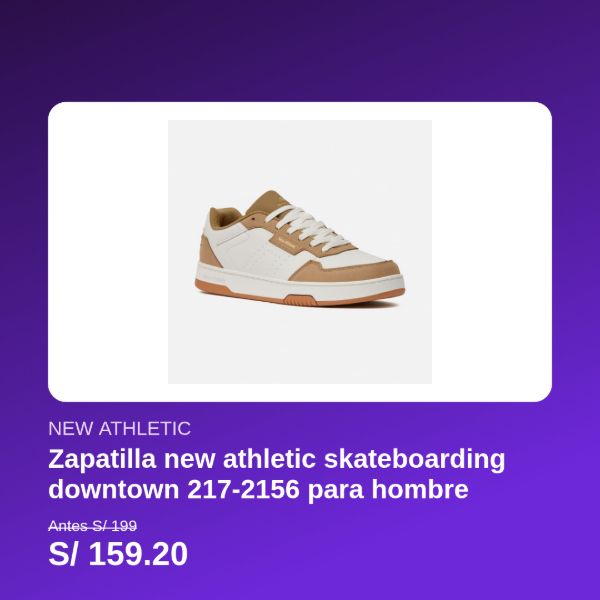 NEW ATHLETIC
Zapatilla new athletic skateboarding
downtown 217-2156 para hombre
Antes S/ 199
S/ 159.20